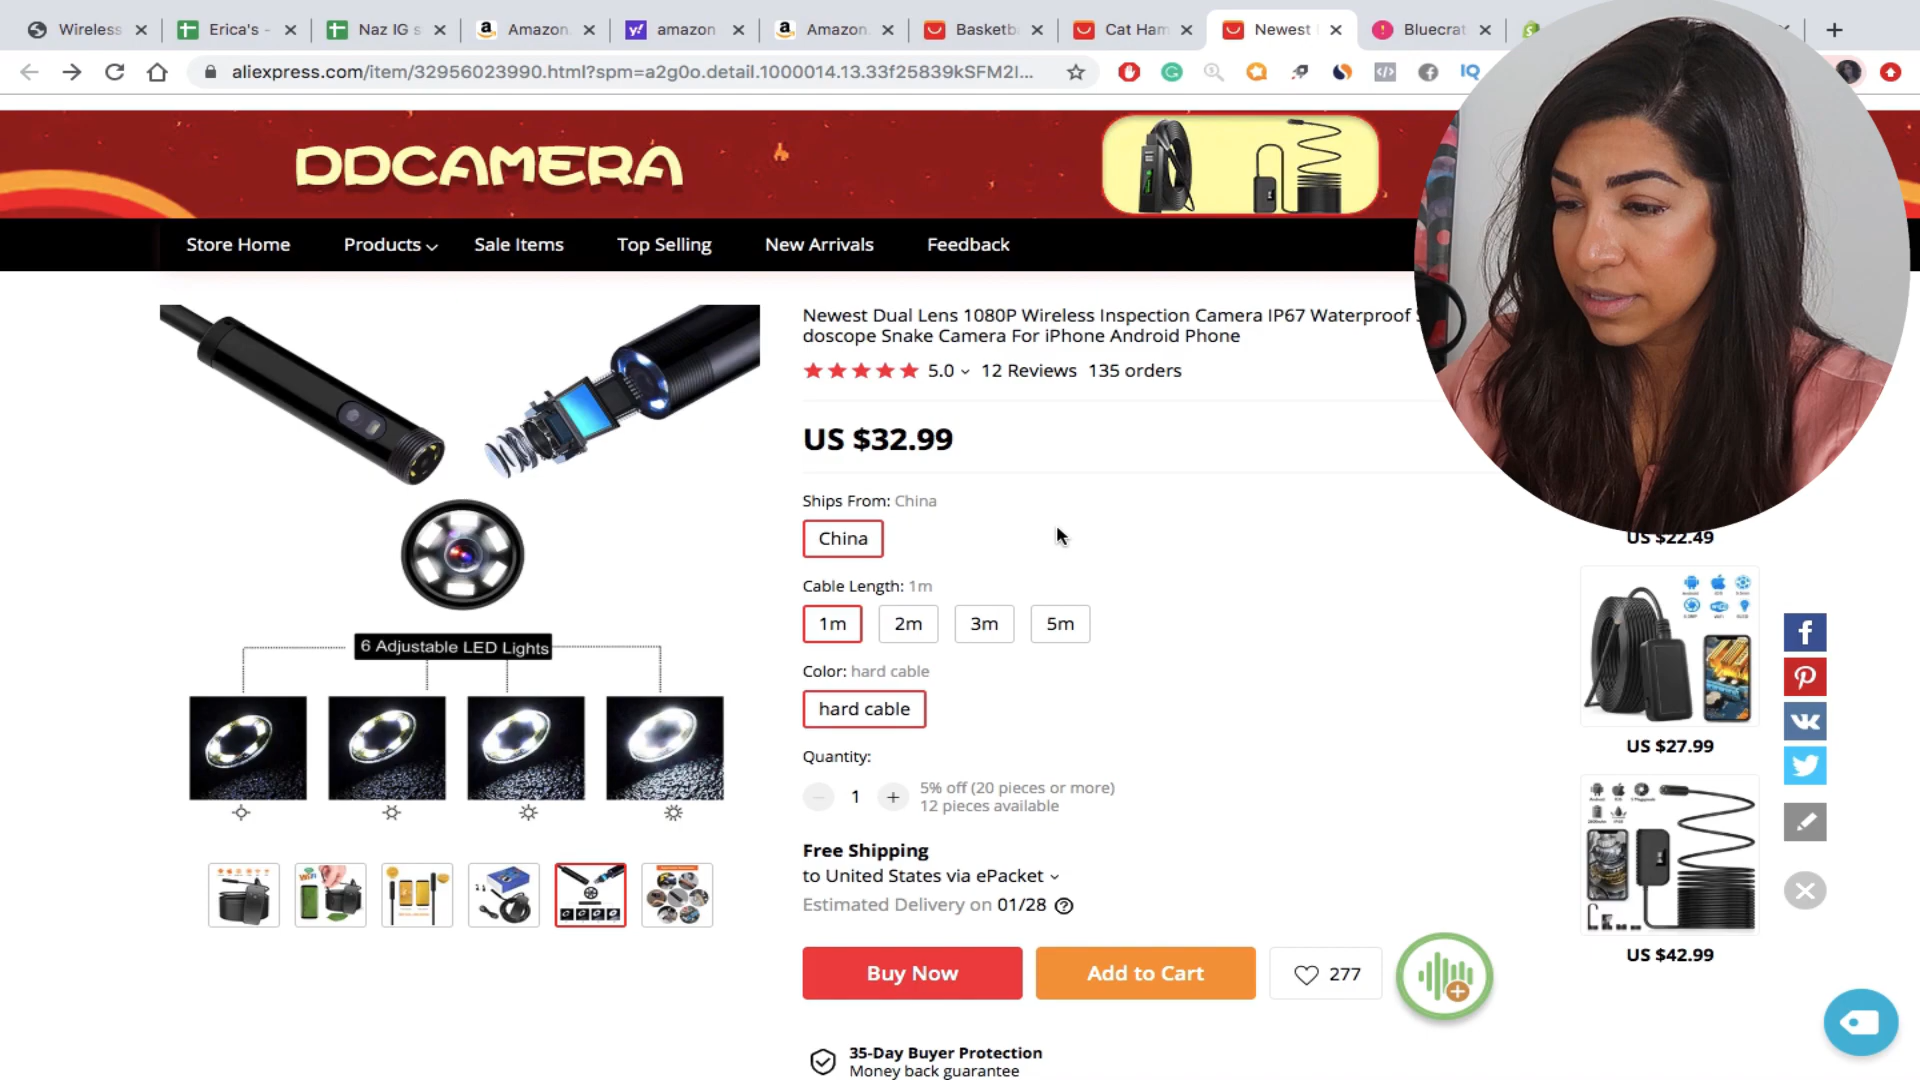 Wireless
Erica's -
Naz IG s
Amazon.
amazon
Amazon.
Basketb
Cat Ham
Newest
Bluecrat
aliexpress.com/item/32956023990.html?spm=a2g0o.detail.1000014.13.33f25839kSFM2I...
DDCAMERA
Store Home
Products
Sale Items
Top Selling
New Arrivals
Feedback
Newest Dual Lens 1080P Wireless Inspection Camera IP67 Waterproof
doscope Snake Camera For iPhone Android Phone
5.0
12 Reviews
135 orders
US $32.99
Ships From: China
China
Cable Length: 1m
1m
2m
3m
5m
Color: hard cable
hard cable
Quantity:
1
5% off (20 pieces or more)
12 pieces available
Free Shipping
to United States via ePacket
Estimated Delivery on 01/28
Buy Now
Add to Cart
277
35-Day Buyer Protection
Money back guarantee
6 Adjustable LED Lights
US $22.49
US $27.99
US $42.99